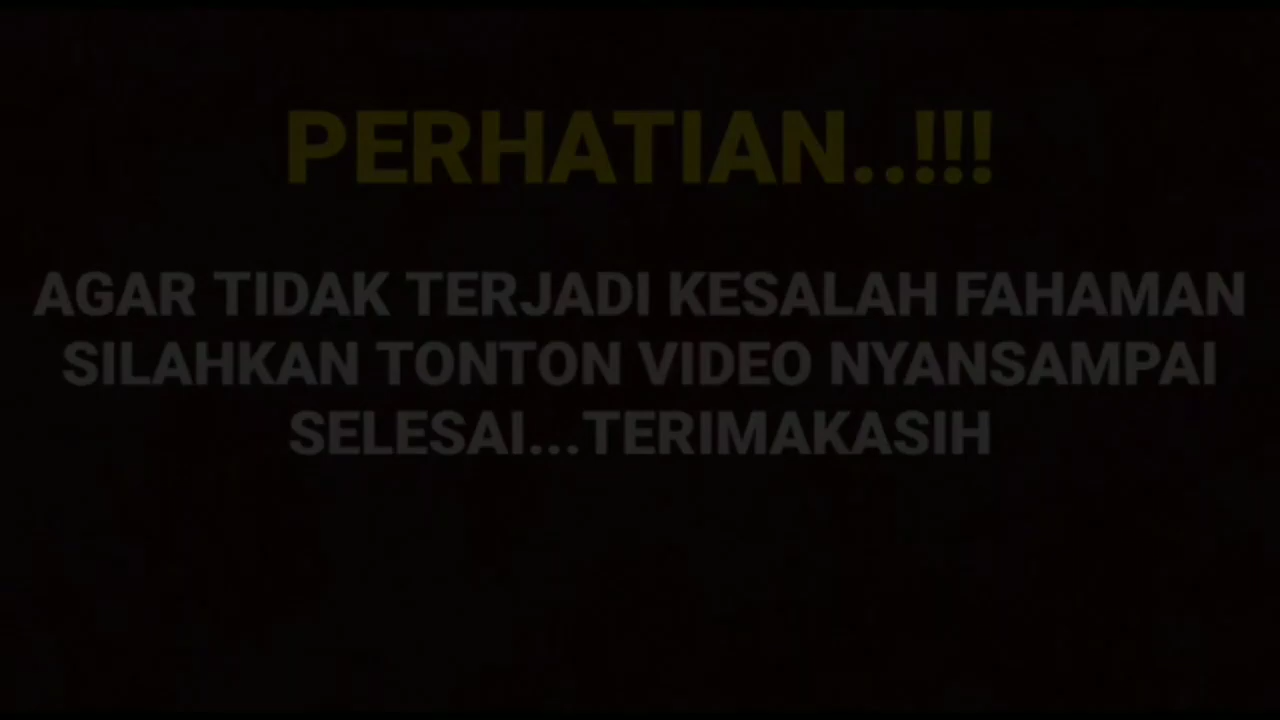 PERHATIAN..!!!
AGAR TIDAK TERJADI KESALAH FAHAMAN
SILAHKAN TONTON VIDEO NYANSAMPAI
SELESAI...TERIMAKASIH